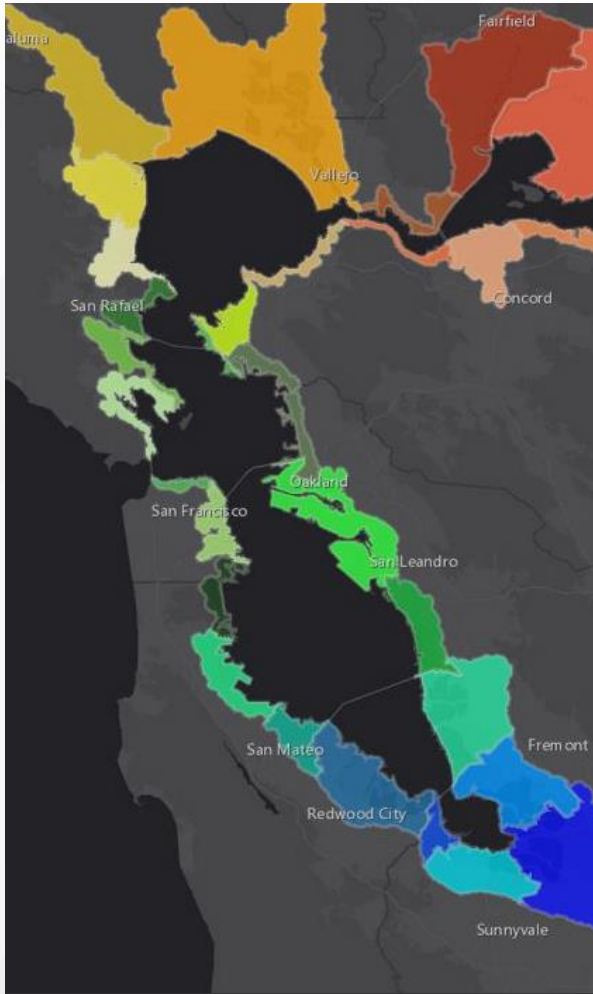 Fairfield
aluma
Vallejo
Concord
San Rafael
Oakland
San Francisco
San Leandro
Fremont
San Mateo
Redwood City
Sunnyvale